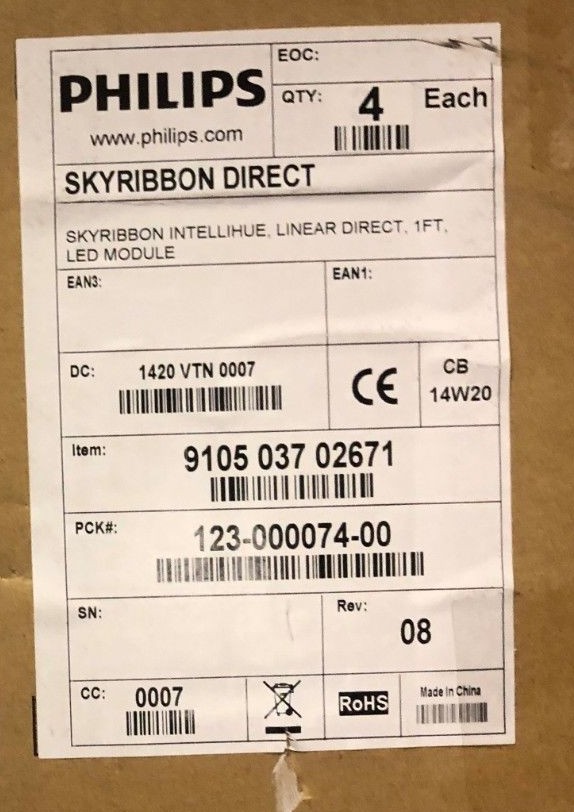 PHILIPS
www.philips.com
EOC:
QTY: 4 Each
SKYRIBBON DIRECT
SKYRIBBON INTELLIHUE, LINEAR DIRECT, 1FT,
LED MODULE
EAN3:
EAN1:
DC: 1420 VTN 0007
CE
CB
14W20
Item: 9105 037 02671
PCK#: 123-000074-00
SN:
Rev: 08
CC: 0007
RoHS
Made in China